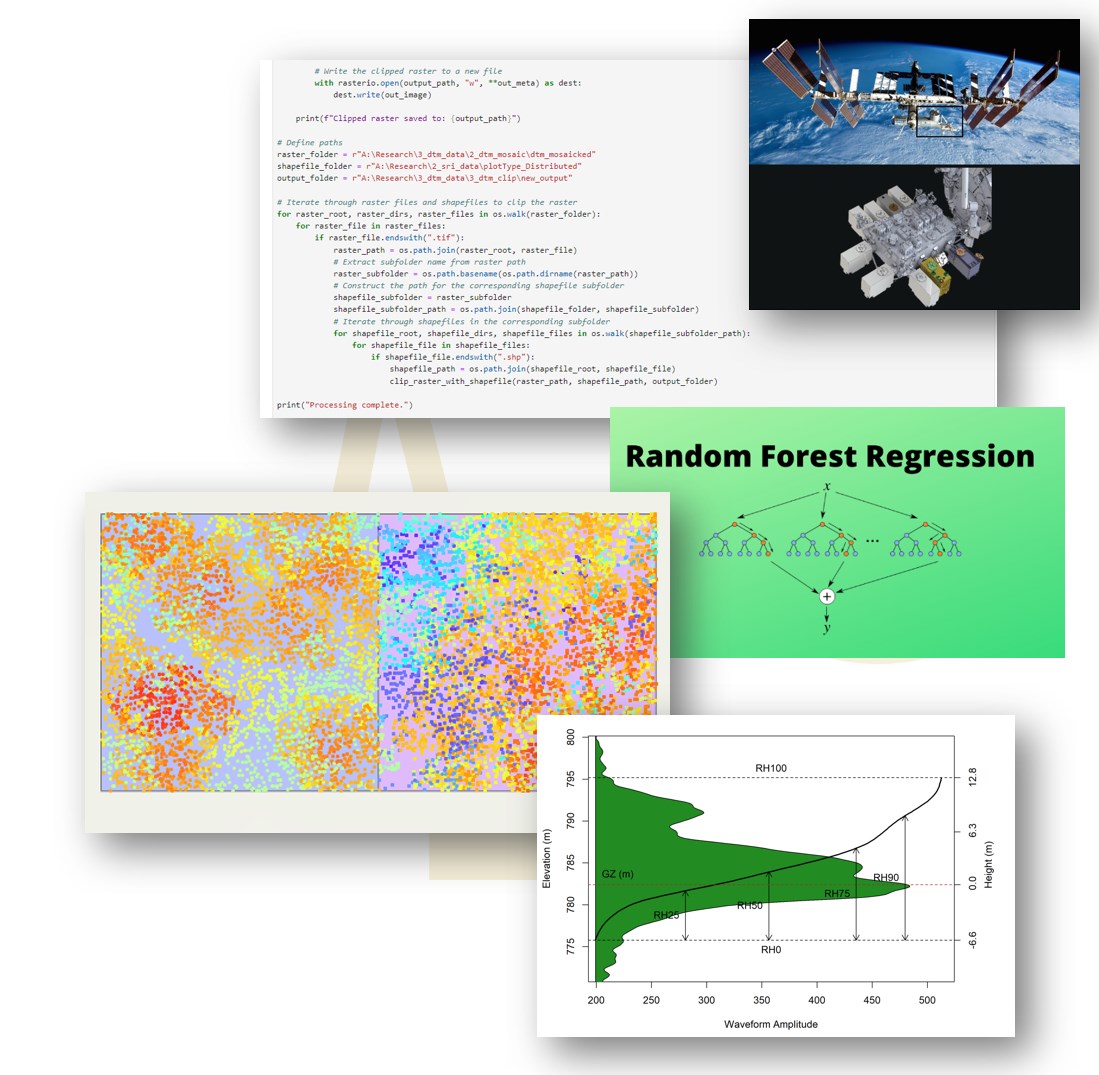 # Write the clipped raster to a new file
with rasterio.open(output_path, "w", **out_meta) as dest:
dest.write(out_image)
print(f"Clipped raster saved to: {output_path}")
# Define paths
raster_folder = r"A:\Research\3_dtm_data\2_dtm_mosaic\dtm_mosaicked"
shapefile_folder = r"A:\Research\2_sri_data\plotType_Distributed"
output_folder = r"A:\Research\3_dtm_data\3_dtm_clip\new_output"
# Iterate through raster files and shapefiles to clip the raster
for raster_root, raster_dirs, raster_files in os.walk(raster_folder):
for raster_file in raster_files:
if raster_file.endswith(".tif"):
raster_path = os.path.join(raster_root, raster_file)
# Extract subfolder name from raster path
raster_subfolder = os.path.basename(os.path.dirname(raster_path))
# Construct the path for the corresponding shapefile subfolder
shapefile_subfolder = raster_subfolder
shapefile_subfolder_path = os.path.join(shapefile_folder, shapefile_subfolder)
# Iterate through shapefiles in the corresponding subfolder
for shapefile_root, shapefile_dirs, shapefile_files in os.walk(shapefile_subfolder_path):
for shapefile_file in shapefile_files:
if shapefile_file.endswith(".shp"):
shapefile_path = os.path.join(shapefile_root, shapefile_file)
clip_raster_with_shapefile(raster_path, shapefile_path, output_folder)
print("Processing complete.")
Random Forest Regression
x
...
+
y
800
795
790
785
780
775
Elevation (m)
RH100
GZ (m)
RH25
RH50
RH75
RH90
RH0
12.8
6.3
0.0
-6.6
Height (m)
200 250 300 350 400 450 500
Waveform Amplitude